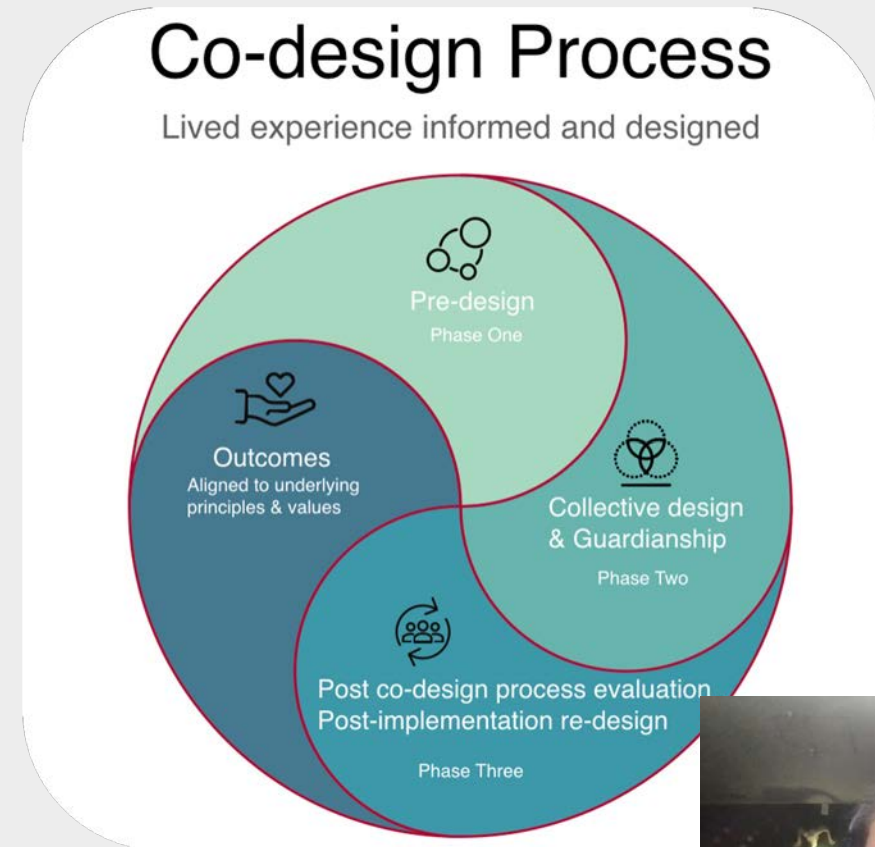 Co-design Process
Lived experience informed and designed
Pre-design
Phase One
Outcomes
Aligned to underlying
principles & values
Collective design
& Guardianship
Phase Two
Post co-design process evaluation
Post-implementation re-design
Phase Three